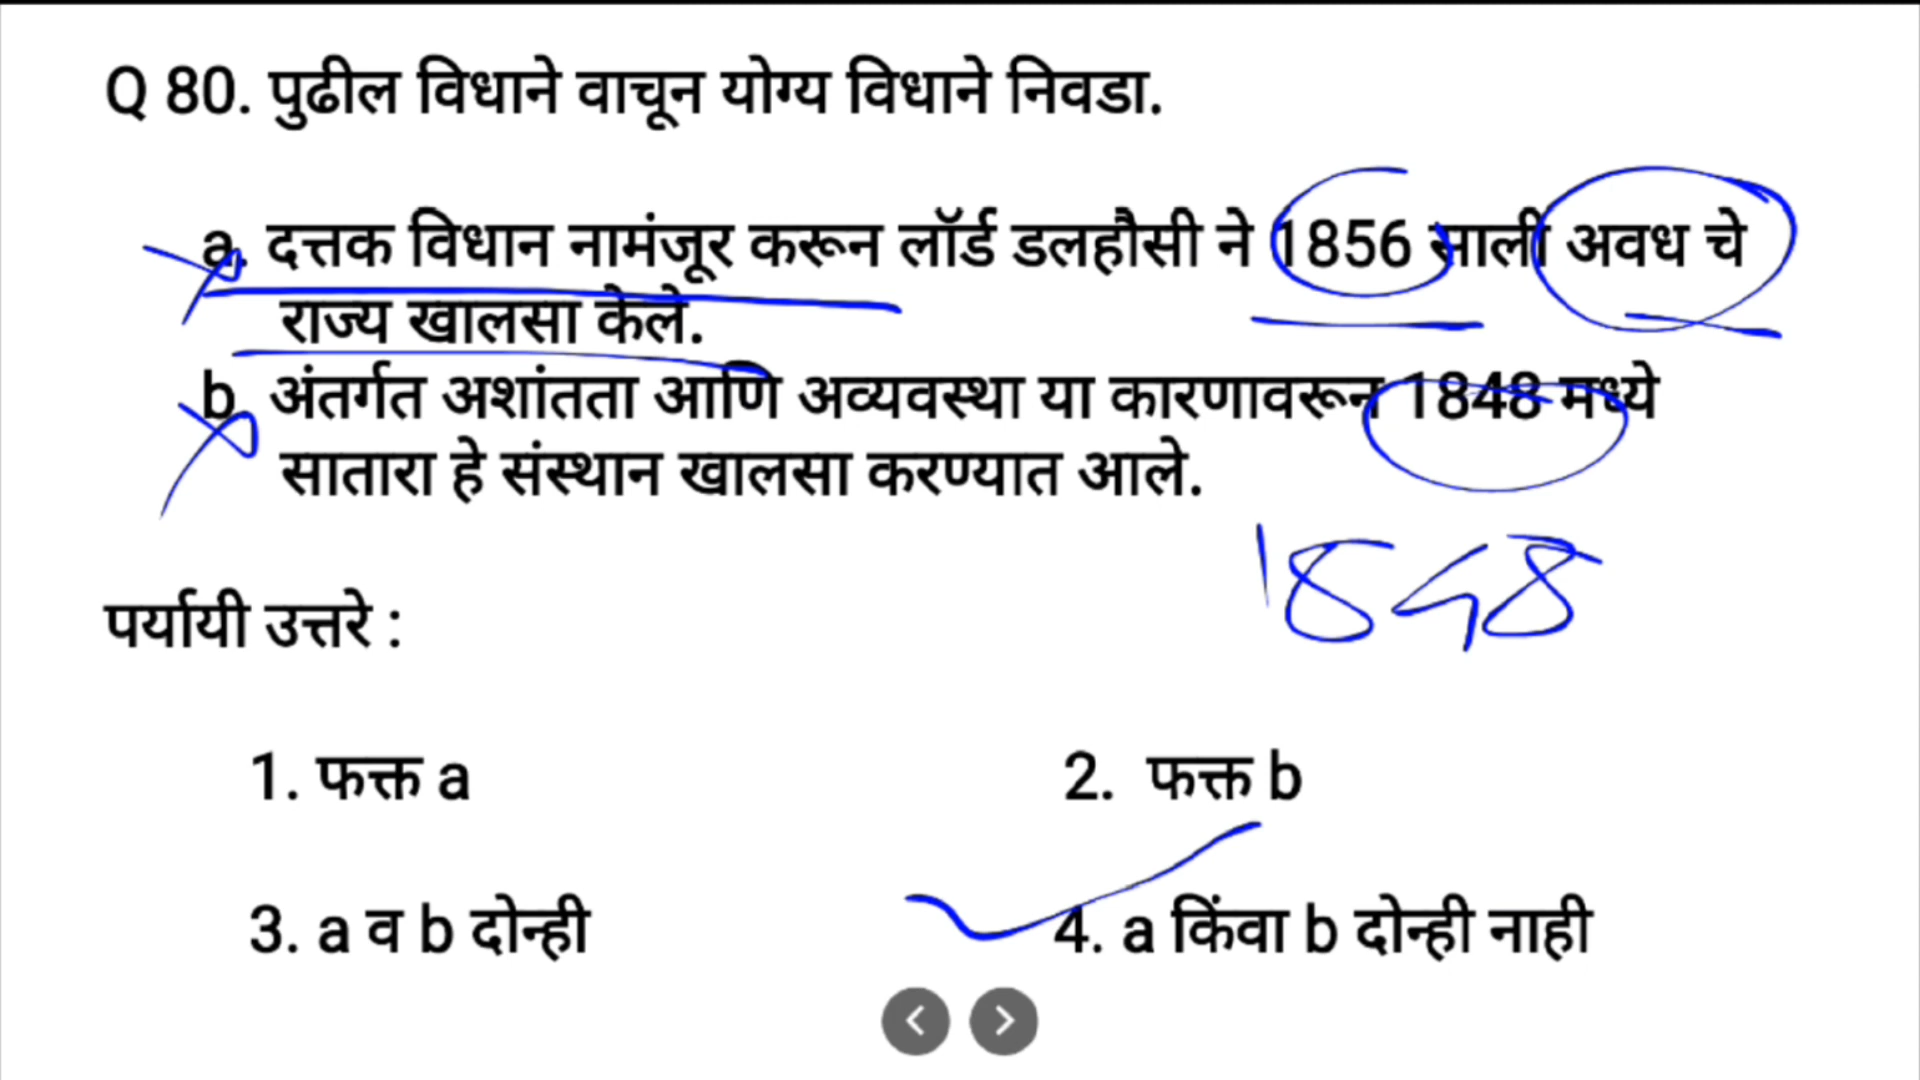 Q 80. पुढील विधाने वाचून योग्य विधाने निवडा.
a. दत्तक विधान नामंजूर करून लॉर्ड डलहौसी ने 1856 साली अवध चे
राज्य खालसा केले.
b. अंतर्गत अशांतता आणि अव्यवस्था या कारणावरून 1848 मध्ये
सातारा हे संस्थान खालसा करण्यात आले.
1848
पर्यायी उत्तरे :
1. फक्त a
2. फक्त b
3. a व b दोन्ही
4. a किंवा b दोन्ही नाही